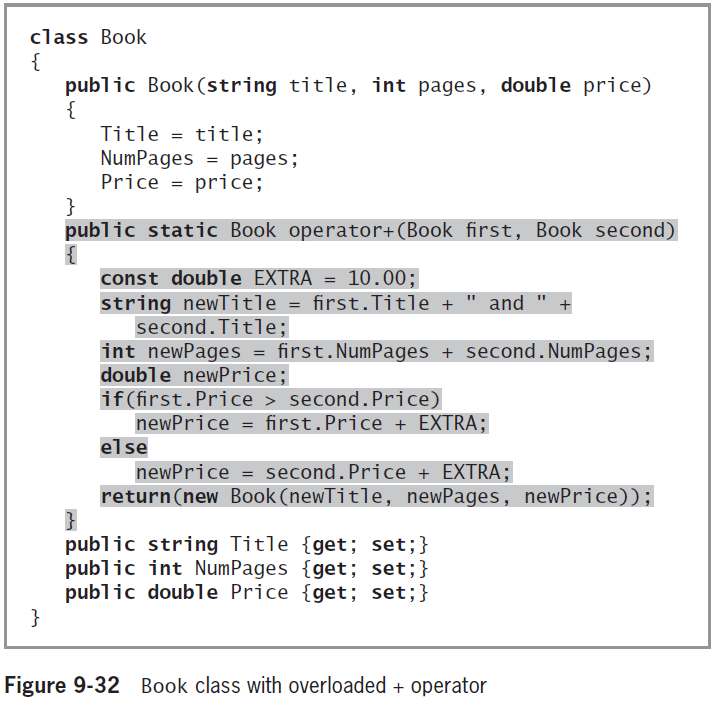 class Book
{
public Book(string title, int pages, double price)
{
Title = title;
NumPages = pages;
Price = price;
}
public static Book operator+(Book first, Book second)
{
const double EXTRA = 10.00;
string newTitle = first.Title + " and " +
second.Title;
int newPages = first.NumPages + second.NumPages;
double newPrice;
if(first.Price > second.Price)
newPrice = first.Price + EXTRA;
else
newPrice = second.Price + EXTRA;
return(new Book(newTitle, newPages, newPrice));
}
public string Title {get; set;}
public int NumPages {get; set;}
public double Price {get; set;}
}
Figure 9-32 Book class with overloaded + operator